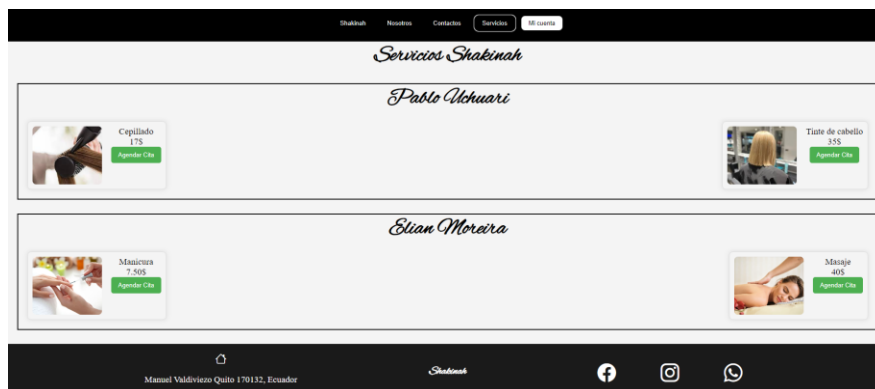 Shakinah Nosotros Contactos Servicios Mi cuenta
Servicios Shakinah
Pablo Uchuari
Cepillado
17$
Agendar Cita
Tinte de cabello
35$
Agendar Cita
Elian Moreira
Manicura
7.50$
Agendar Cita
Masaje
40$
Agendar Cita
Manuel Valdiviezo Quito 170132, Ecuador
Shakinah